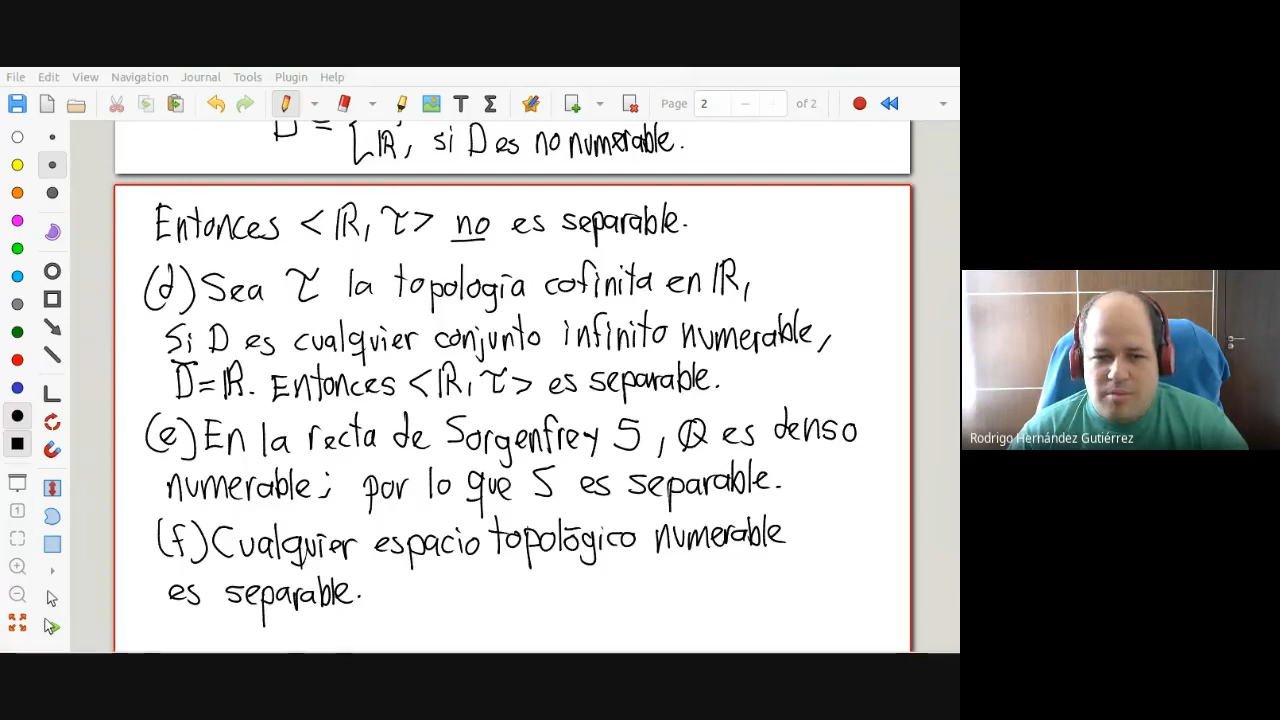 File Edit View Navigation Journal Tools Plugin Help
Page 2 of 2
D̄ =
ℝ, si D es no numerable.
Entonces <ℝ, τ> no es separable.
(d) Sea τ la topología cofinita en ℝ,
Si D es cualquier conjunto infinito numerable,
D̄=ℝ. Entonces <ℝ, τ> es separable.
(e) En la recta de Sorgenfrey S, ℚ es denso
numerable; por lo que S es separable.
(f) Cualquier espacio topológico numerable
es separable.
Rodrigo Hernández Gutiérrez